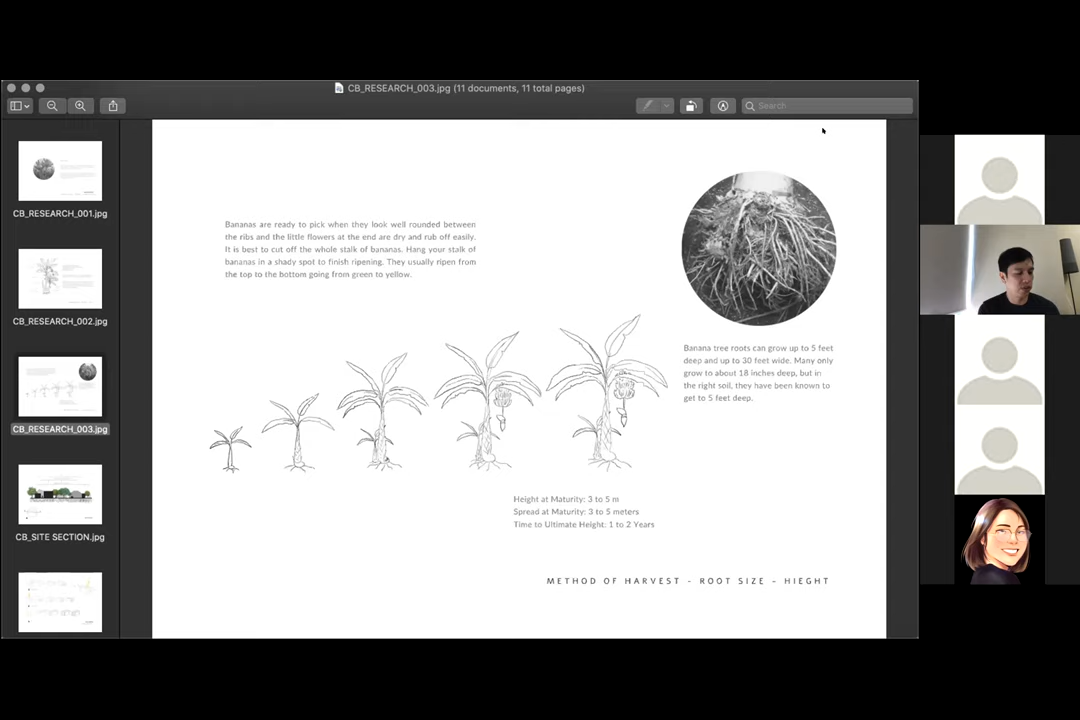 CB_RESEARCH_003.jpg (11 documents, 11 total pages)
Search
CB_RESEARCH_001.jpg
CB_RESEARCH_002.jpg
CB_RESEARCH_003.jpg
CB_SITE SECTION.jpg
Bananas are ready to pick when they look well rounded between
the ribs and the little flowers at the end are dry and rub off easily.
It is best to cut off the whole stalk of bananas. Hang your stalk of
bananas in a shady spot to finish ripening. They usually ripen from
the top to the bottom going from green to yellow.
Banana tree roots can grow up to 5 feet
deep and up to 30 feet wide. Many only
grow to about 18 inches deep, but in
the right soil, they have been known to
get to 5 feet deep.
Height at Maturity: 3 to 5 m
Spread at Maturity: 3 to 5 meters
Time to Ultimate Height: 1 to 2 Years
METHOD OF HARVEST - ROOT SIZE - HIEGHT